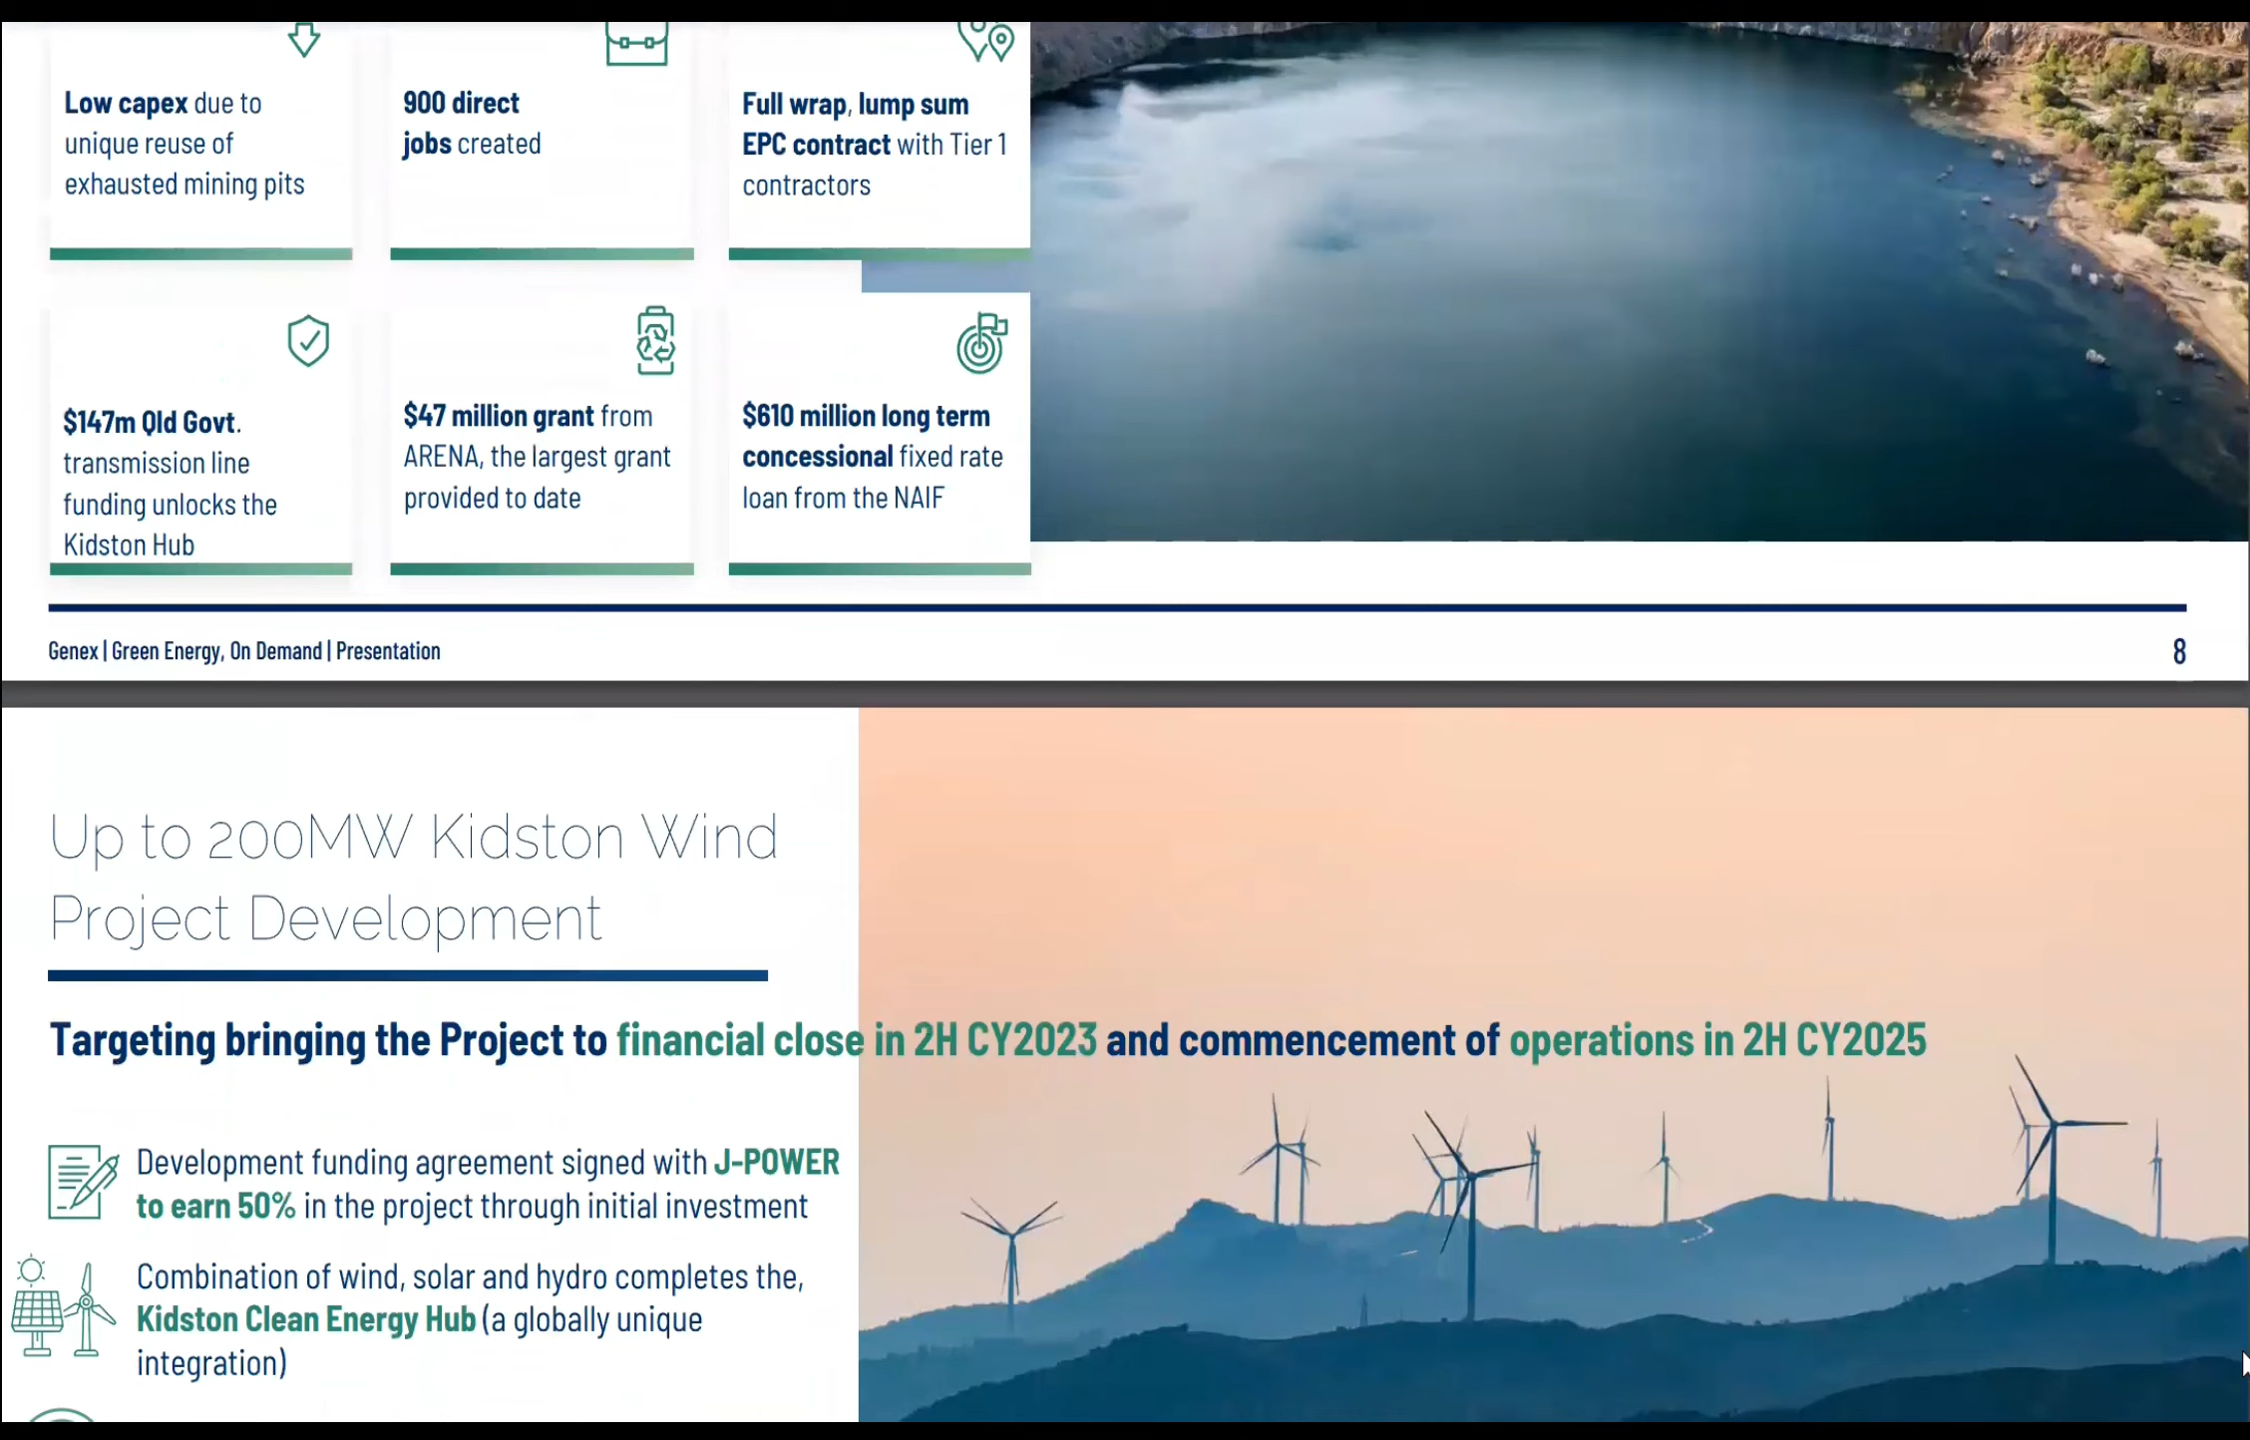 Low capex due to
unique reuse of
exhausted mining pits
900 direct
jobs created
Full wrap, lump sum
EPC contract with Tier 1
contractors
$147m Qld Govt.
transmission line
funding unlocks the
Kidston Hub
$47 million grant from
ARENA, the largest grant
provided to date
$610 million long term
concessional fixed rate
loan from the NAIF
Genex | Green Energy, On Demand | Presentation
8
Up to 200MW Kidston Wind
Project Development
Targeting bringing the Project to financial close in 2H CY2023 and commencement of operations in 2H CY2025
Development funding agreement signed with J-POWER
to earn 50% in the project through initial investment
Combination of wind, solar and hydro completes the,
Kidston Clean Energy Hub (a globally unique
integration)